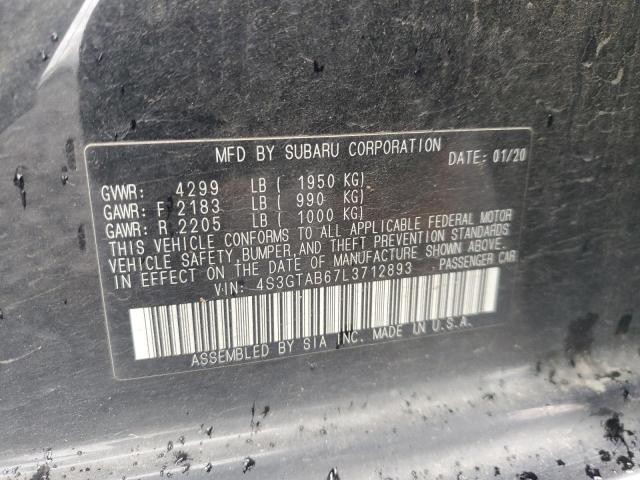 MFD BY SUBARU CORPORATION DATE: 01/20
GVWR: 4299 LB ( 1950 KG)
GAWR: F 2183 LB ( 990 KG)
GAWR: R 2205 LB ( 1000 KG)
THIS VEHICLE CONFORMS TO ALL APPLICABLE FEDERAL MOTOR
VEHICLE SAFETY, BUMPER, AND THEFT PREVENTION STANDARDS
IN EFFECT ON THE DATE OF MANUFACTURE SHOWN ABOVE.
VIN: 4S3GTAB67L3712893 PASSENGER CAR
ASSEMBLED BY SIA INC. MADE IN U.S.A.